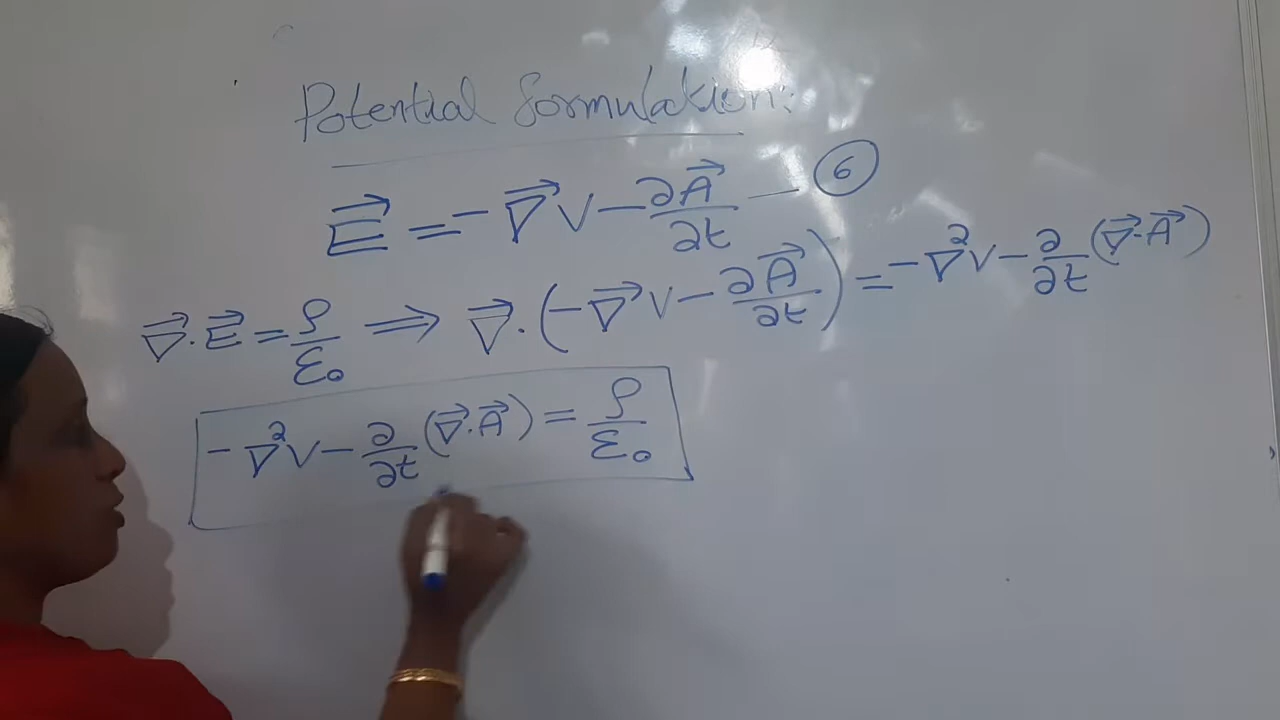 Potential formulation:
E⃗ = -∇⃗V - ∂A⃗/∂t — ⑥
∇⃗·E⃗ = ρ/ε₀ ⟹ ∇⃗·(-∇⃗V - ∂A⃗/∂t) = -∇²V - ∂/∂t (∇⃗·A⃗)
-∇²V - ∂/∂t (∇⃗·A⃗) = ρ/ε₀